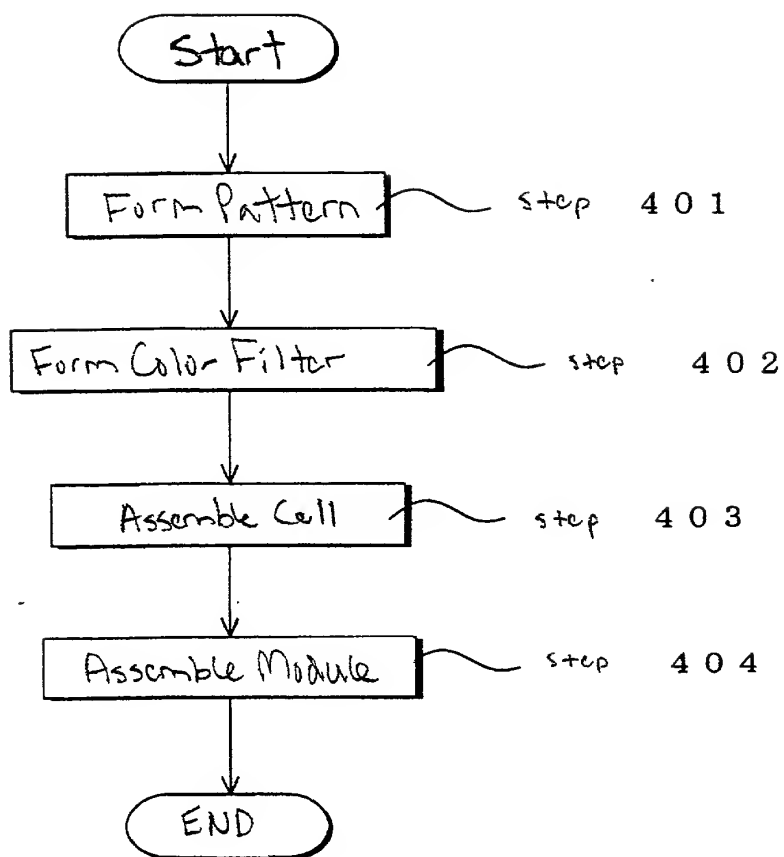 Start
Form Pattern step 401
Form Color Filter step 402
Assemble Cell step 403
Assemble Module step 404
END